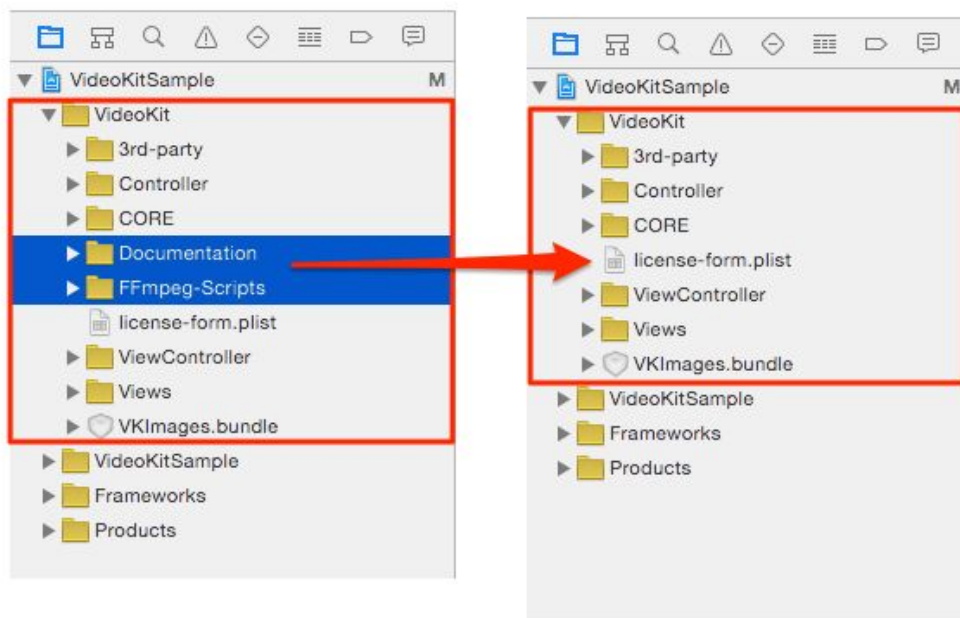 VideoKitSample M
VideoKit
3rd-party
Controller
CORE
Documentation
FFmpeg-Scripts
license-form.plist
ViewController
Views
VKImages.bundle
VideoKitSample
Frameworks
Products
VideoKitSample M
VideoKit
3rd-party
Controller
CORE
license-form.plist
ViewController
Views
VKImages.bundle
VideoKitSample
Frameworks
Products